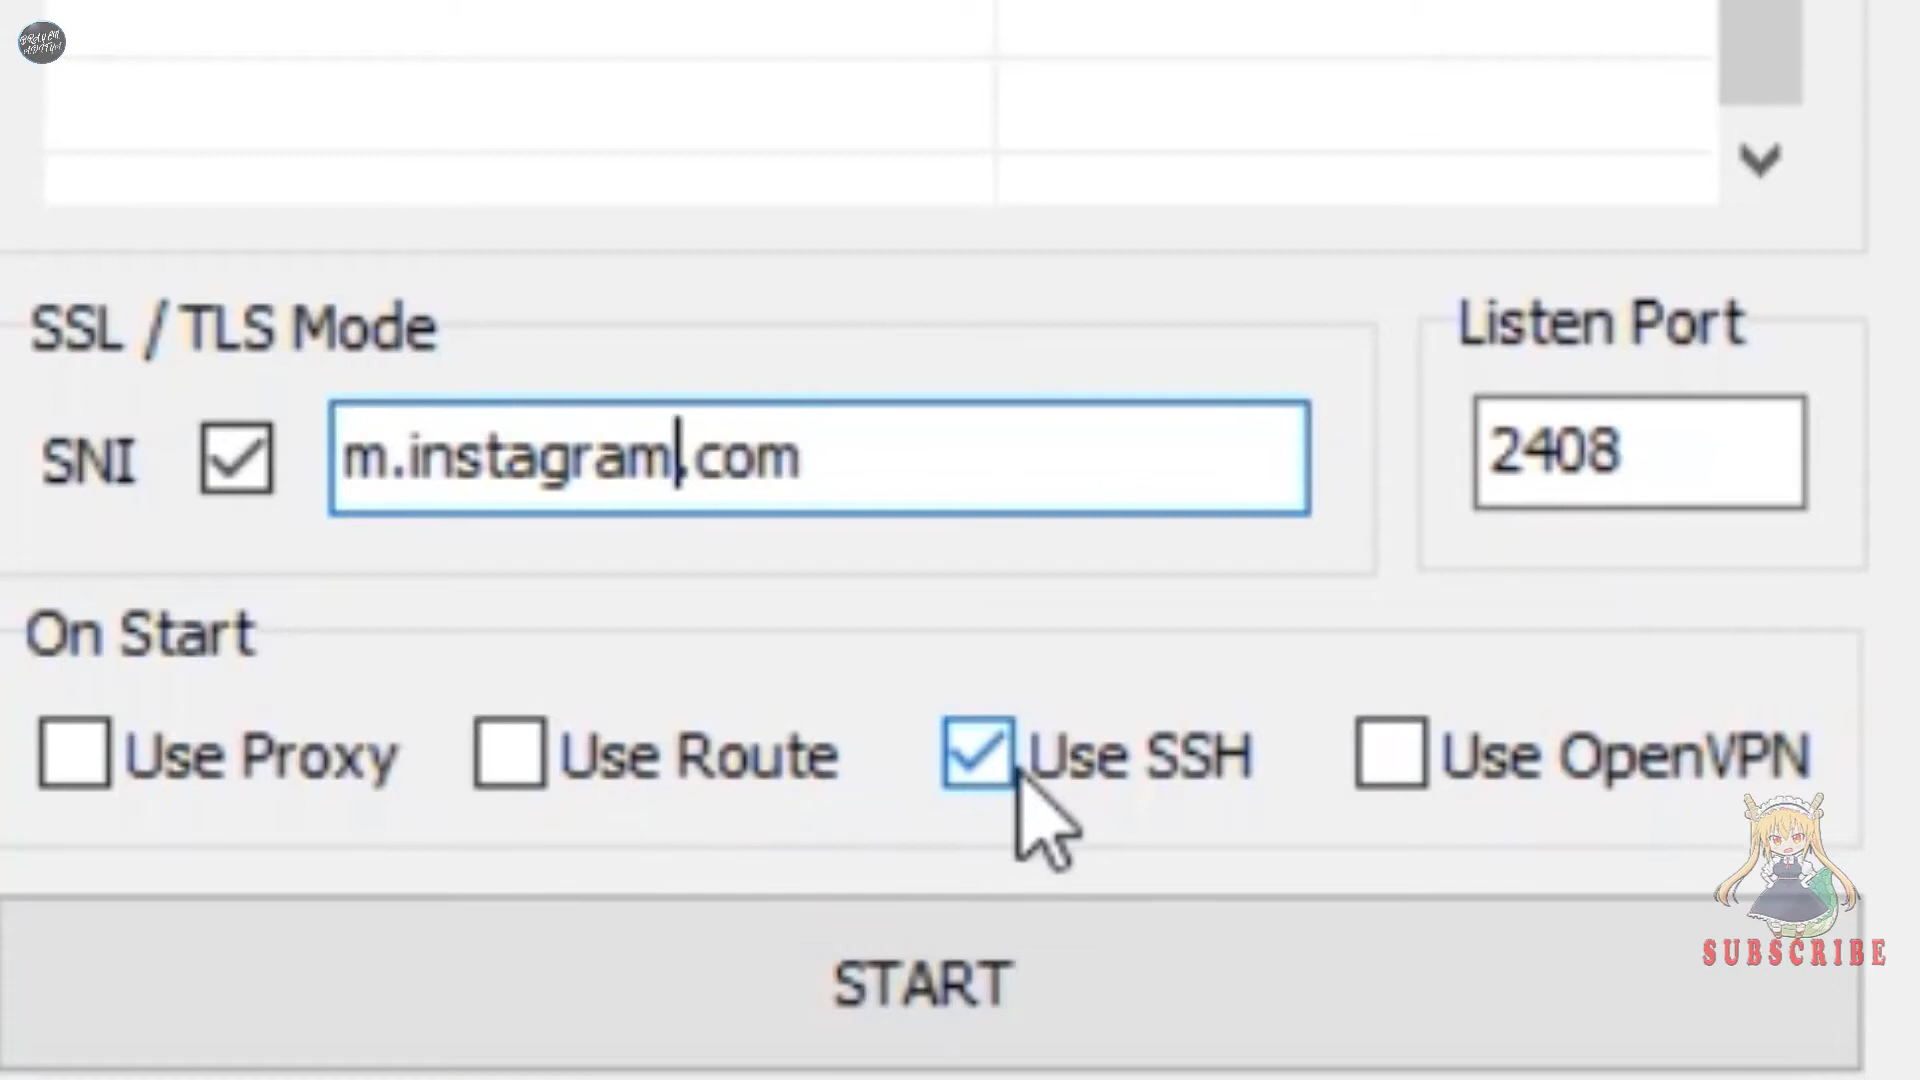 SSL / TLS Mode
Listen Port
SNI
m.instagram.com
2408
On Start
Use Proxy
Use Route
Use SSH
Use OpenVPN
START
SUBSCRIBE